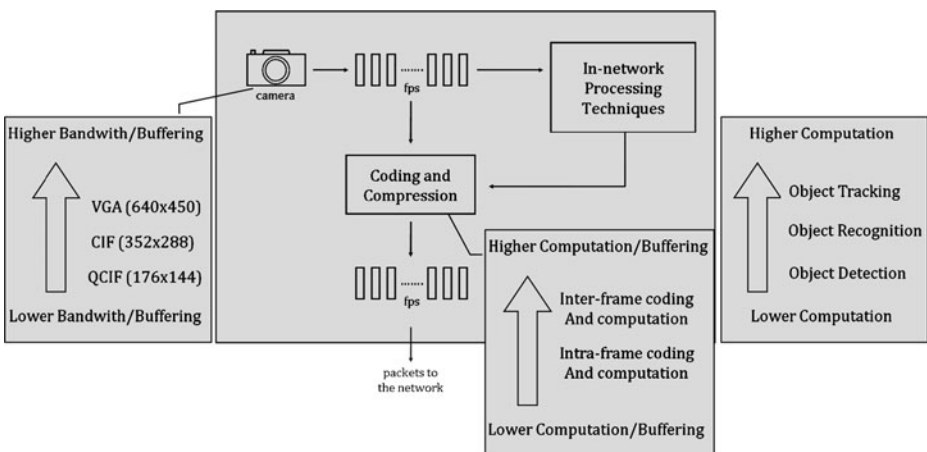 camera
.......
fps
In-network
Processing
Techniques
Higher Bandwith/Buffering
VGA (640x450)
CIF (352x288)
QCIF (176x144)
Lower Bandwith/Buffering
Coding and
Compression
.......
fps
packets to
the network
Higher Computation/Buffering
Inter-frame coding
And computation
Intra-frame coding
And computation
Lower Computation/Buffering
Higher Computation
Object Tracking
Object Recognition
Object Detection
Lower Computation